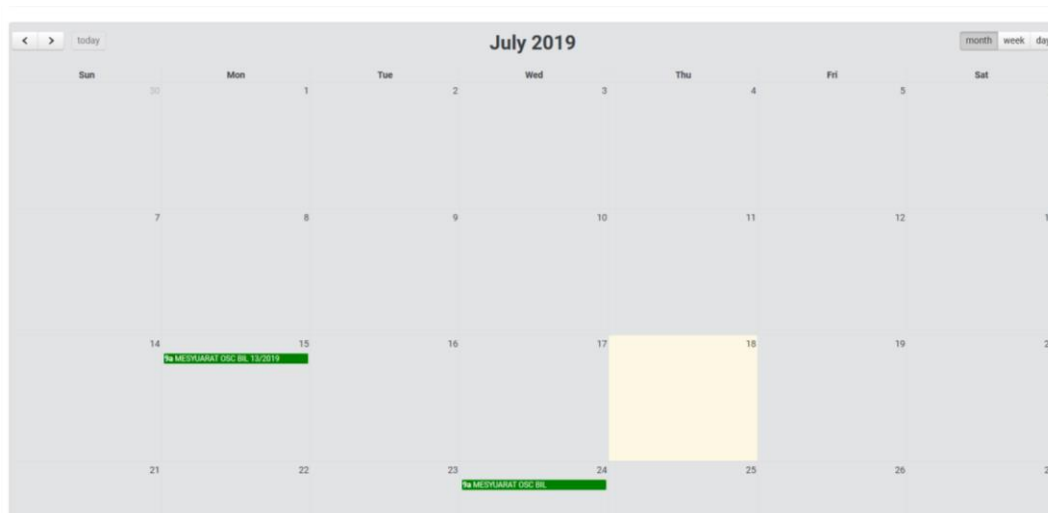 < > today July 2019 month week day
Sun Mon Tue Wed Thu Fri Sat
30 1 2 3 4 5
7 8 9 10 11 12
14 15 16 17 18 19
9a MESYUARAT OSC BIL 13/2019
21 22 23 24 25 26
9a MESYUARAT OSC BIL